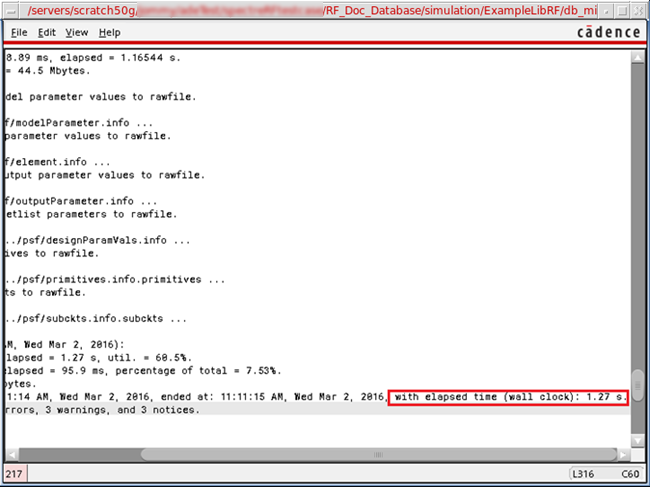 /servers/scratch50g/ /RF_Doc_Database/simulation/ExampleLibRF/db_mi
File Edit View Help cādence
8.89 ms, elapsed = 1.16544 s.
= 44.5 Mbytes.
del parameter values to rawfile.
f/modelParameter.info ...
parameter values to rawfile.
f/element.info ...
utput parameter values to rawfile.
f/outputParameter.info ...
etlist parameters to rawfile.
../psf/designParamVals.info ...
ives to rawfile.
../psf/primitives.info.primitives ...
ts to rawfile.
../psf/subckts.info.subckts ...
M, Wed Mar 2, 2016):
lapsed = 1.27 s, util. = 60.5%.
elapsed = 95.9 ms, percentage of total = 7.53%.
bytes.
1:14 AM, Wed Mar 2, 2016, ended at: 11:11:15 AM, Wed Mar 2, 2016, with elapsed time (wall clock): 1.27 s.
rrors, 3 warnings, and 3 notices.
217 L316 C60